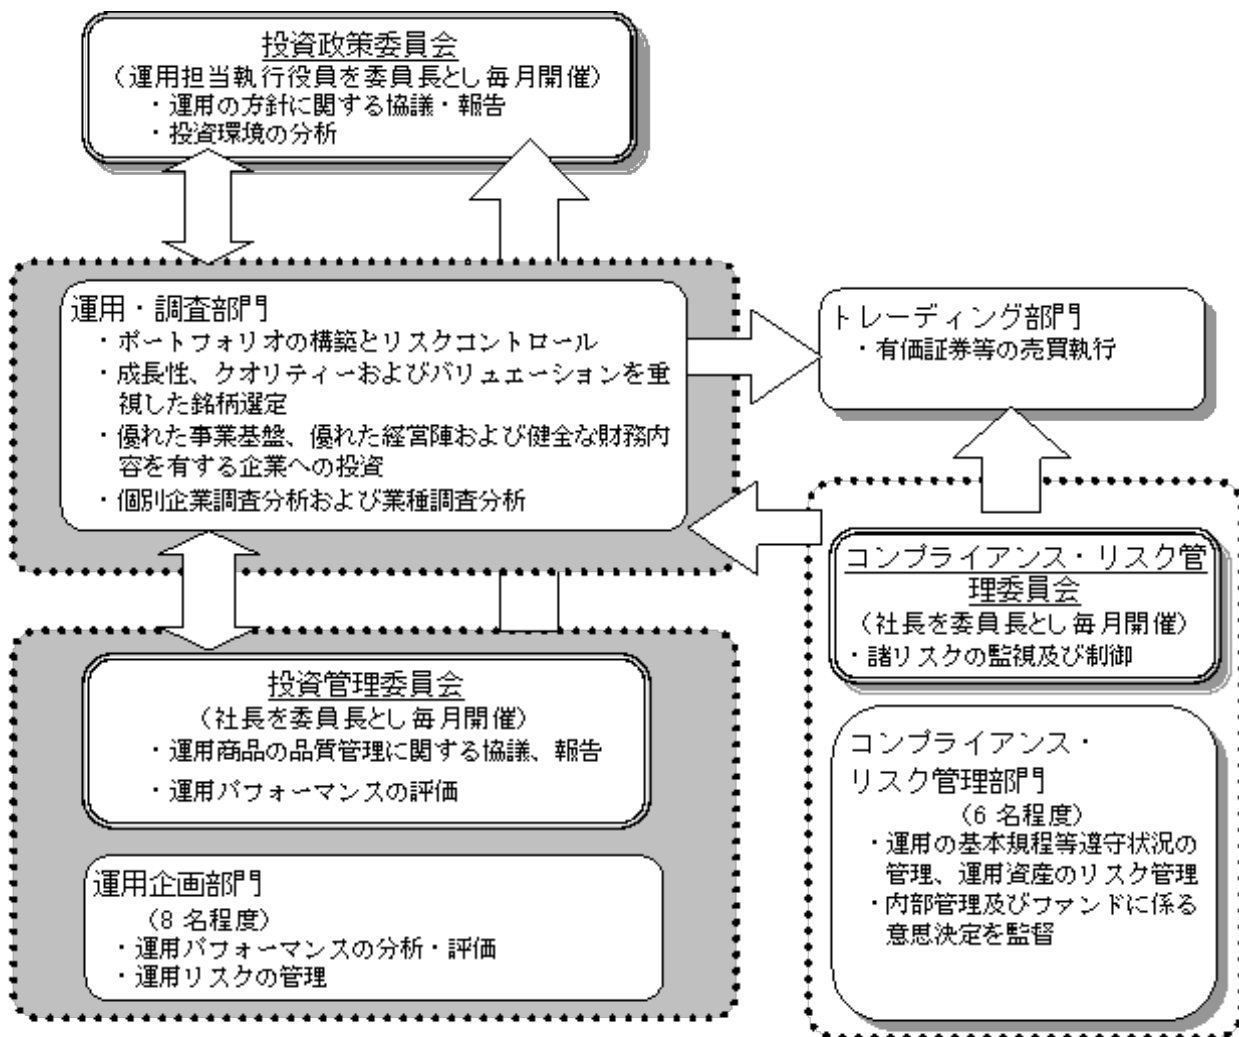 投資政策委員会
(運用担当執行役員を委員長とし毎月開催)
・運用の方針に関する協議・報告
・投資環境の分析
運用・調査部門
・ポートフォリオの構築とリスクコントロール
・成長性、クオリティーおよびバリュエーションを重
視した銘柄選定
・優れた事業基盤、優れた経営陣および健全な財務内
容を有する企業への投資
・個別企業調査分析および業種調査分析
トレーディング部門
・有価証券等の売買執行
コンプライアンス・リスク管
理委員会
(社長を委員長とし毎月開催)
・諸リスクの監視及び制御
投資管理委員会
(社長を委員長とし毎月開催)
・運用商品の品質管理に関する協議、報告
・運用パフォーマンスの評価
コンプライアンス・
リスク管理部門
(6 名程度)
・運用の基本規程等遵守状況の
管理、運用資産のリスク管理
・内部管理及びファンドに係る
意思決定を監督
運用企画部門
(8 名程度)
・運用パフォーマンスの分析・評価
・運用リスクの管理